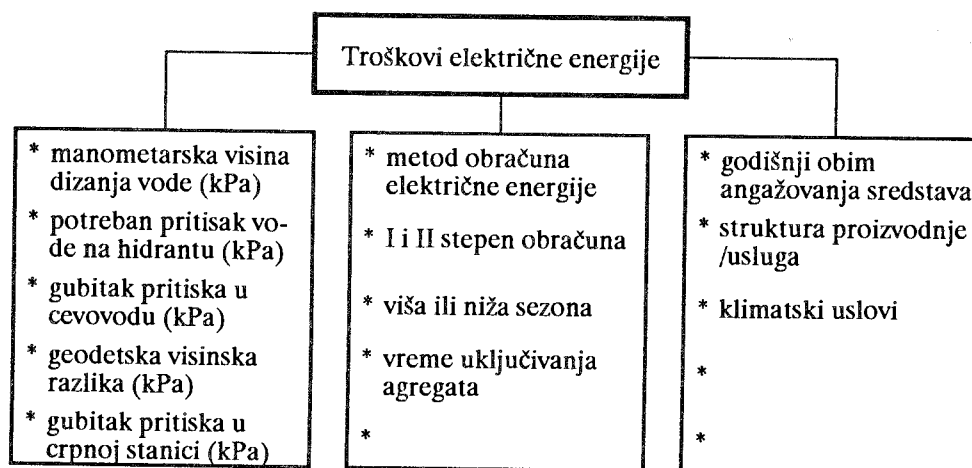 Troškovi električne energije
* manometarska visina
dizanja vode (kPa)
* potreban pritisak vo-
de na hidrantu (kPa)
* gubitak pritiska u
cevovodu (kPa)
* geodetska visinska
razlika (kPa)
* gubitak pritiska u
crpnoj stanici (kPa)
* metod obračuna
električne energije
* I i II stepen obračuna
* viša ili niža sezona
* vreme uključivanja
agregata
*
* godišnji obim
angažovanja sredstava
* struktura proizvodnje
/usluga
* klimatski uslovi
*
*